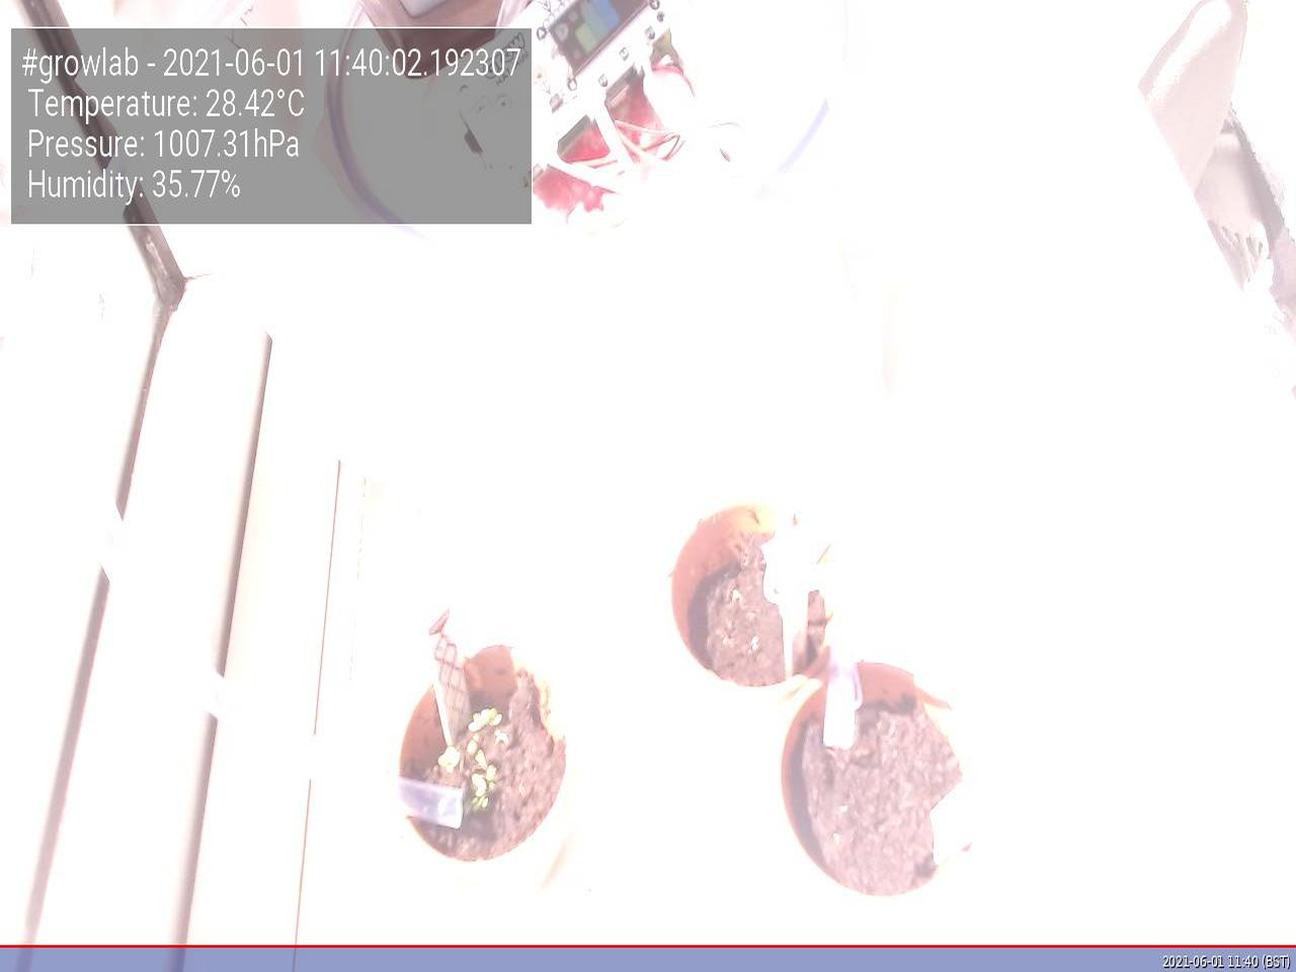 #growlab - 2021-06-01 11:40:02.192307
Temperature: 28.42°C
Pressure: 1007.31hPa
Humidity: 35.77%
2021-06-01 11:40 (BST)